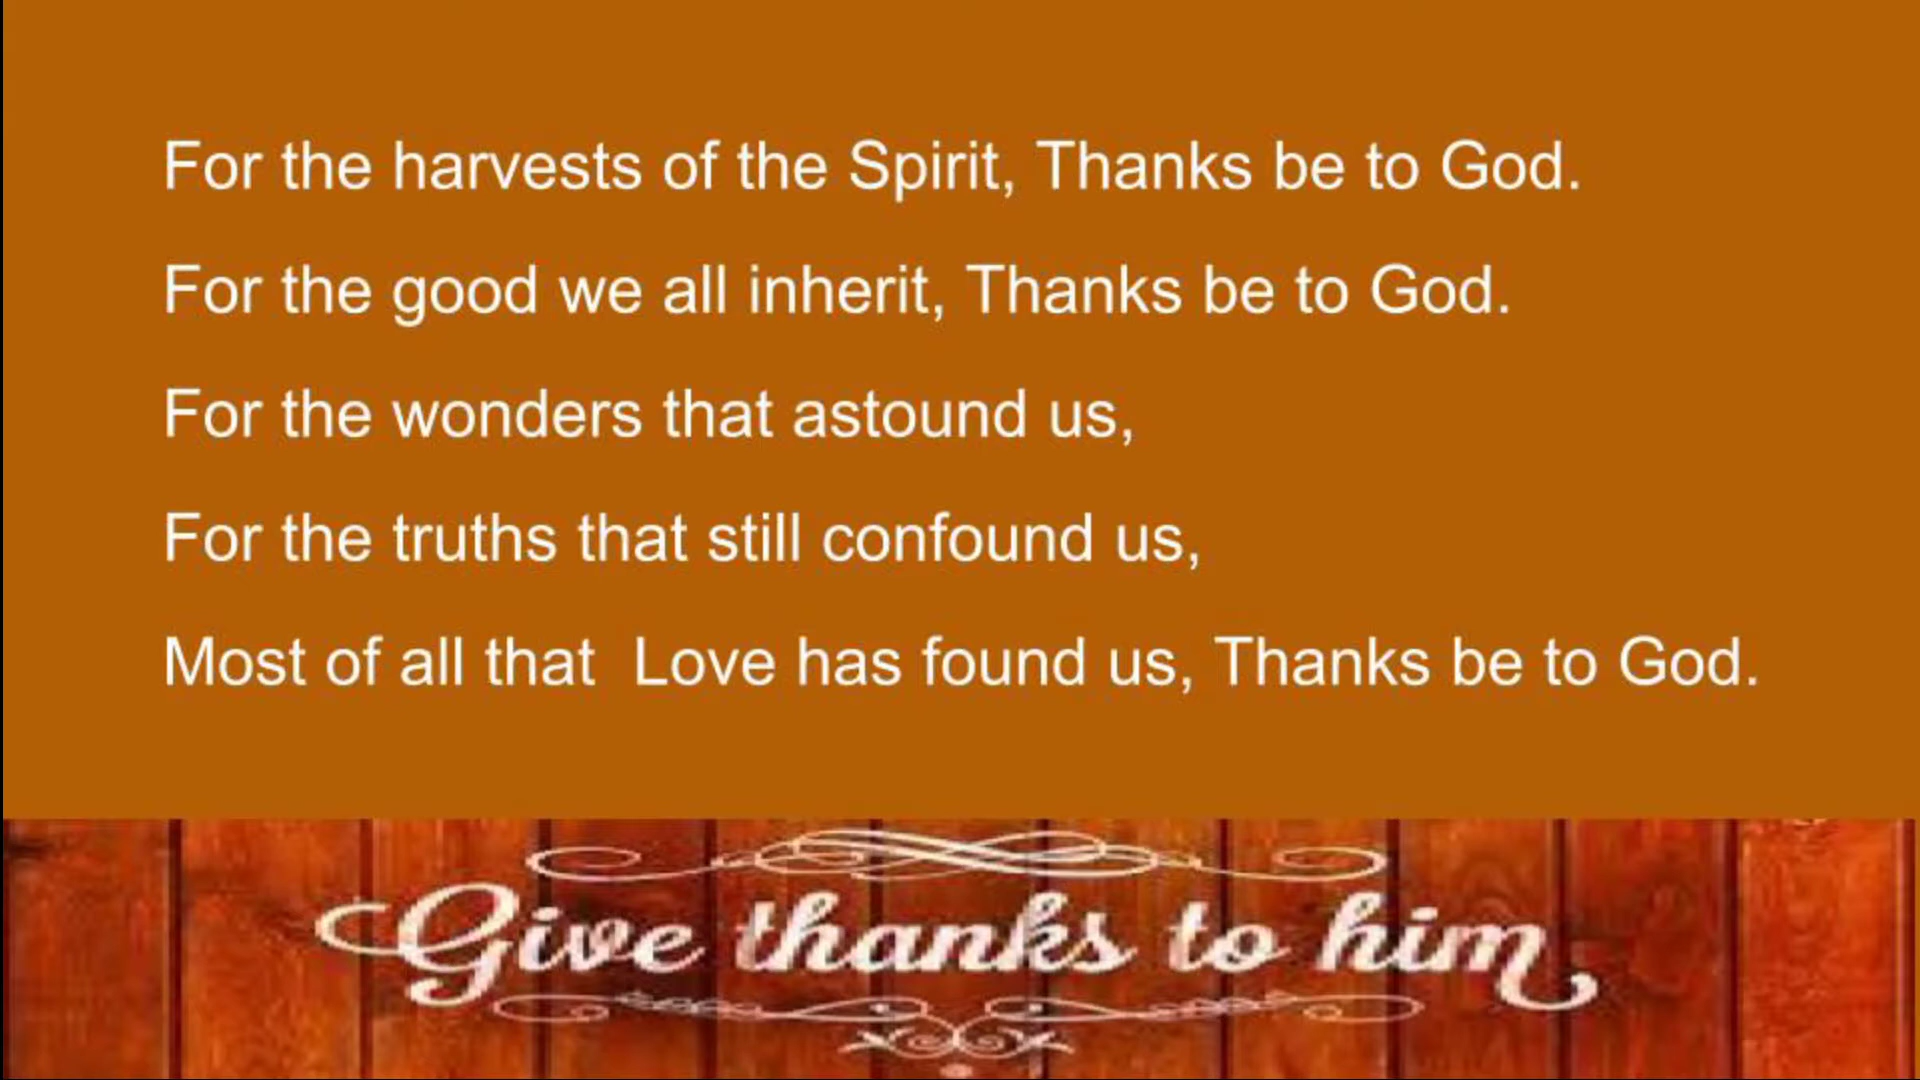 For the harvests of the Spirit, Thanks be to God.
For the good we all inherit, Thanks be to God.
For the wonders that astound us,
For the truths that still confound us,
Most of all that  Love has found us, Thanks be to God.
Give thanks to him